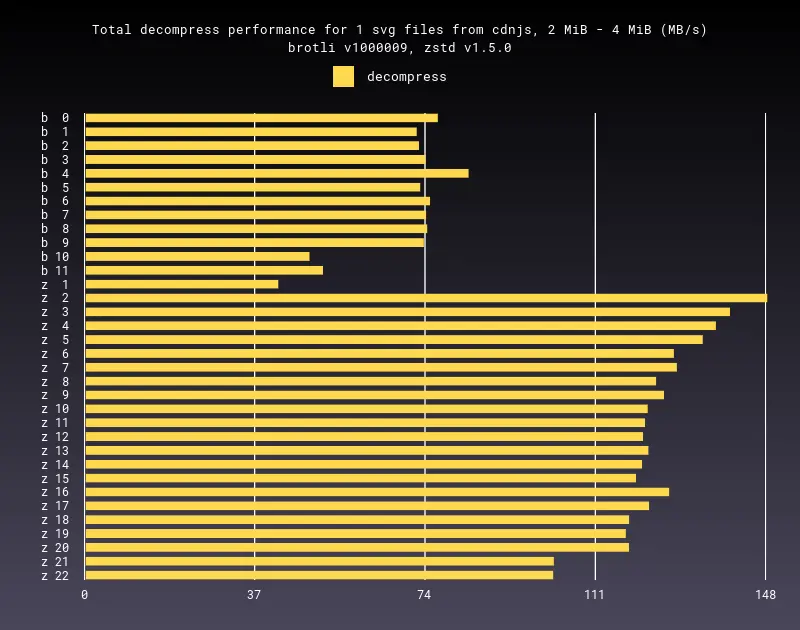 Total decompress performance for 1 svg files from cdnjs, 2 MiB - 4 MiB (MB/s)
brotli v1000009, zstd v1.5.0
decompress
b 0
b 1
b 2
b 3
b 4
b 5
b 6
b 7
b 8
b 9
b 10
b 11
z 1
z 2
z 3
z 4
z 5
z 6
z 7
z 8
z 9
z 10
z 11
z 12
z 13
z 14
z 15
z 16
z 17
z 18
z 19
z 20
z 21
z 22
0 37 74 111 148